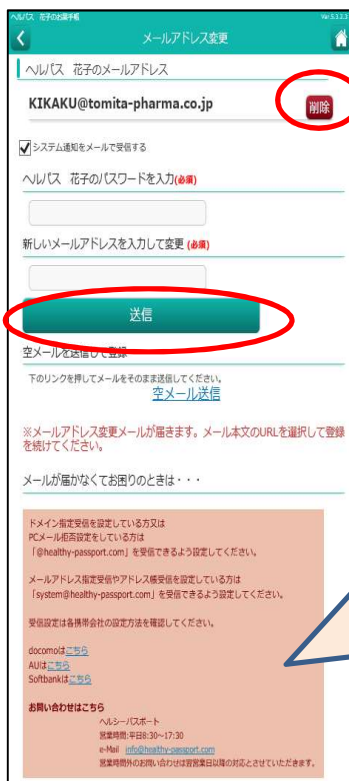 ヘルパス 花子のお薬手帳
Ver.5.3.2.3
メールアドレス変更
ヘルパス 花子のメールアドレス
KIKAKU@tomita-pharma.co.jp
削除
システム通知をメールで受信する
ヘルパス 花子のパスワードを入力(必須)
新しいメールアドレスを入力して変更 (必須)
送信
空メールを送信して登録
下のリンクを押してメールをそのまま送信してください。
空メール送信
※メールアドレス変更メールが届きます。メール本文のURLを選択して登録
を続けてください。
メールが届かなくてお困りのときは・・・
ドメイン指定受信を設定している方又は
PCメール拒否設定をしている方は
「@healthy-passport.com」を受信できるよう設定してください。
メールアドレス指定受信やアドレス帳受信を設定している方は
「system@healthy-passport.com」を受信できるよう設定してください。
受信設定は各携帯会社の設定方法を確認してください。
docomoはこちら
AUはこちら
Softbankはこちら
お問い合わせはこちら
ヘルシーパスポート
営業時間:平日8:30～17:30
e-Mail info@healthy-passport.com
営業時間外のお問い合わせは翌営業日以降の対応とさせていただきます。